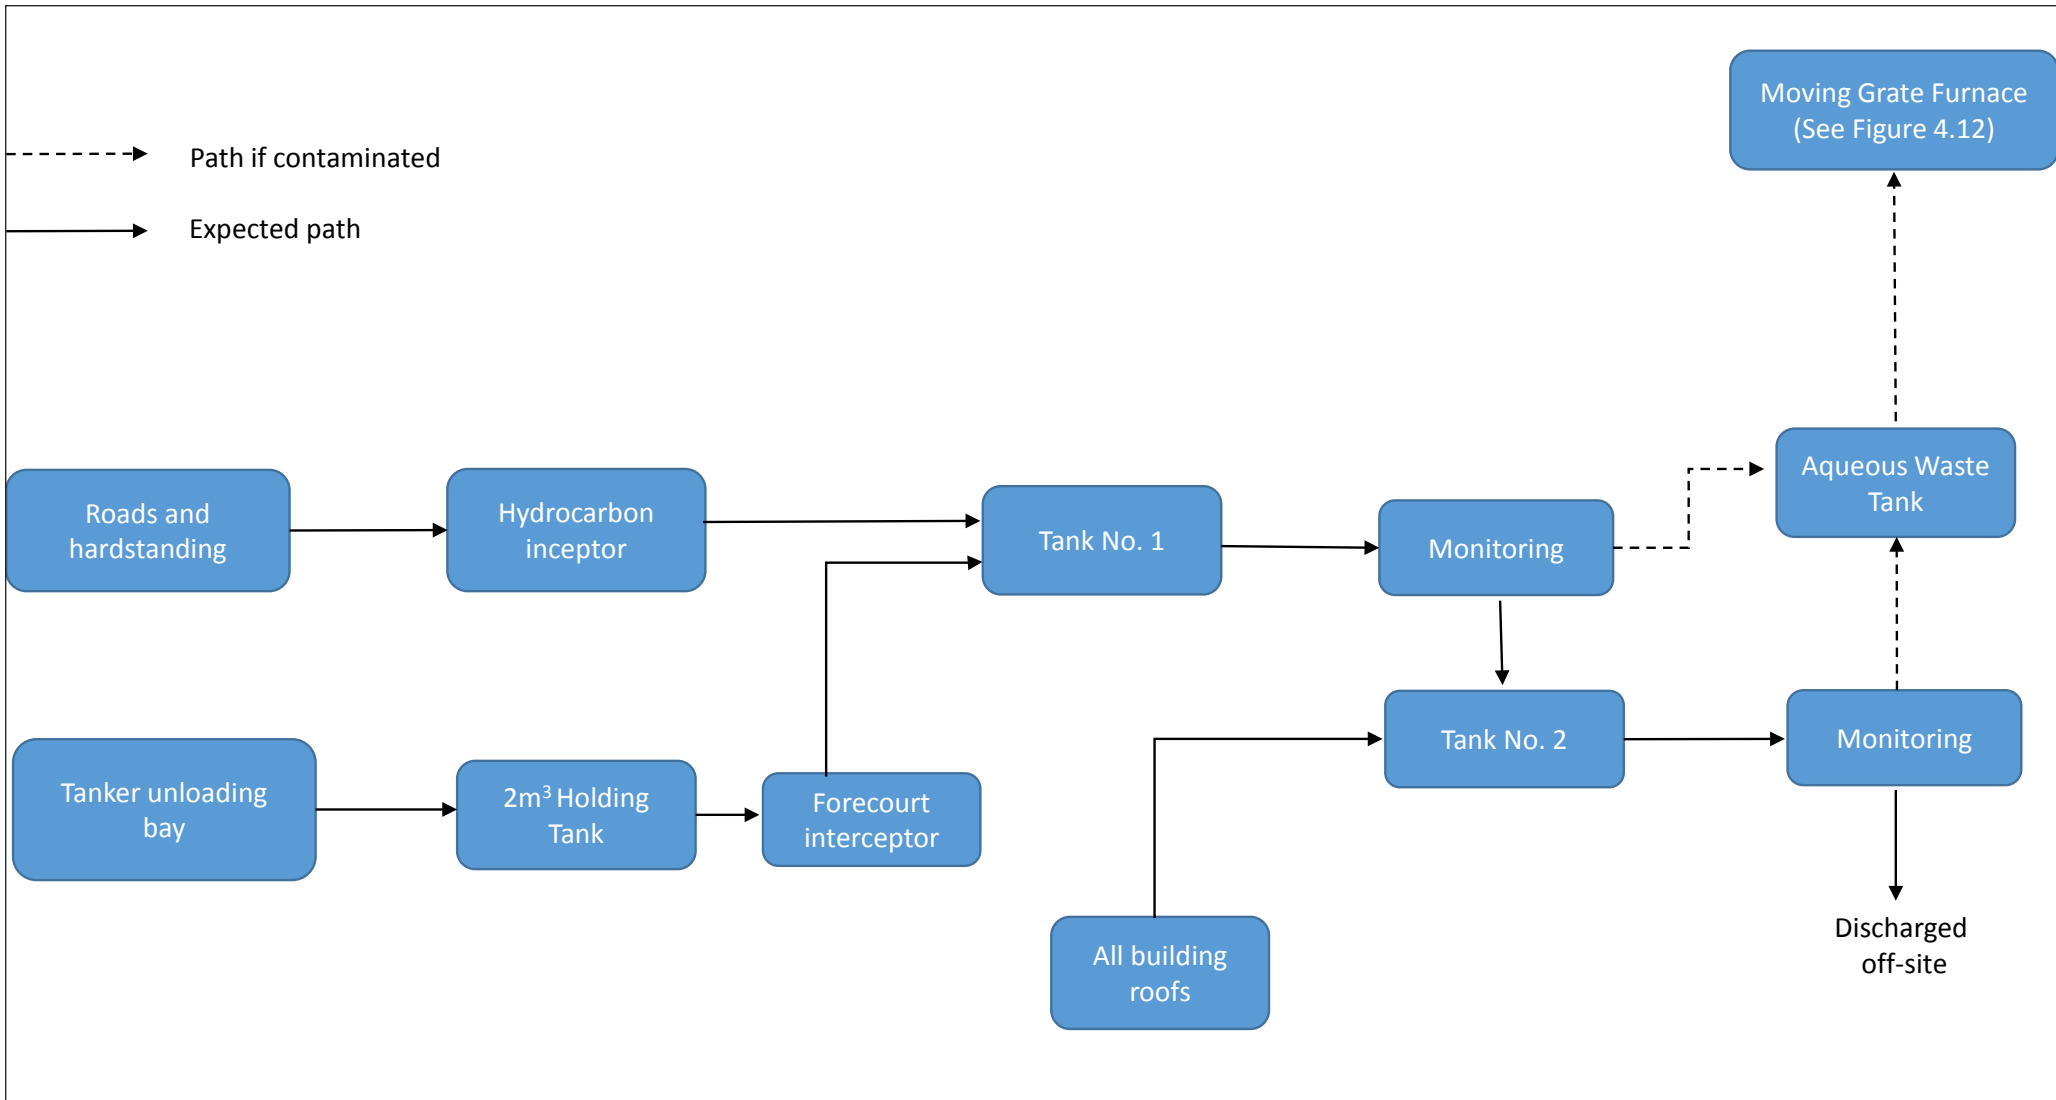 Moving Grate Furnace
(See Figure 4.12)
Path if contaminated
Expected path
Roads and
hardstanding
Hydrocarbon
inceptor
Tank No. 1
Monitoring
Aqueous Waste
Tank
Tanker unloading
bay
2m³ Holding
Tank
Forecourt
interceptor
Tank No. 2
Monitoring
All building
roofs
Discharged
off-site